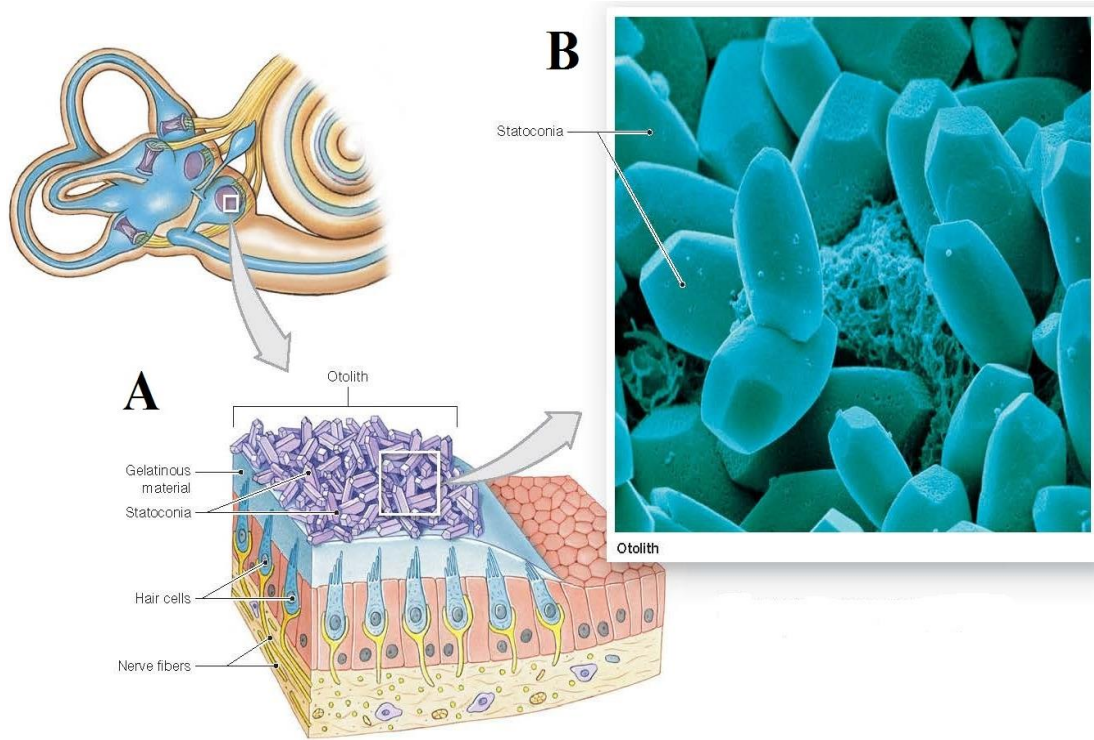 B
Statoconia
Otolith
A
Otolith
Gelatinous
material
Statoconia
Hair cells
Nerve fibers